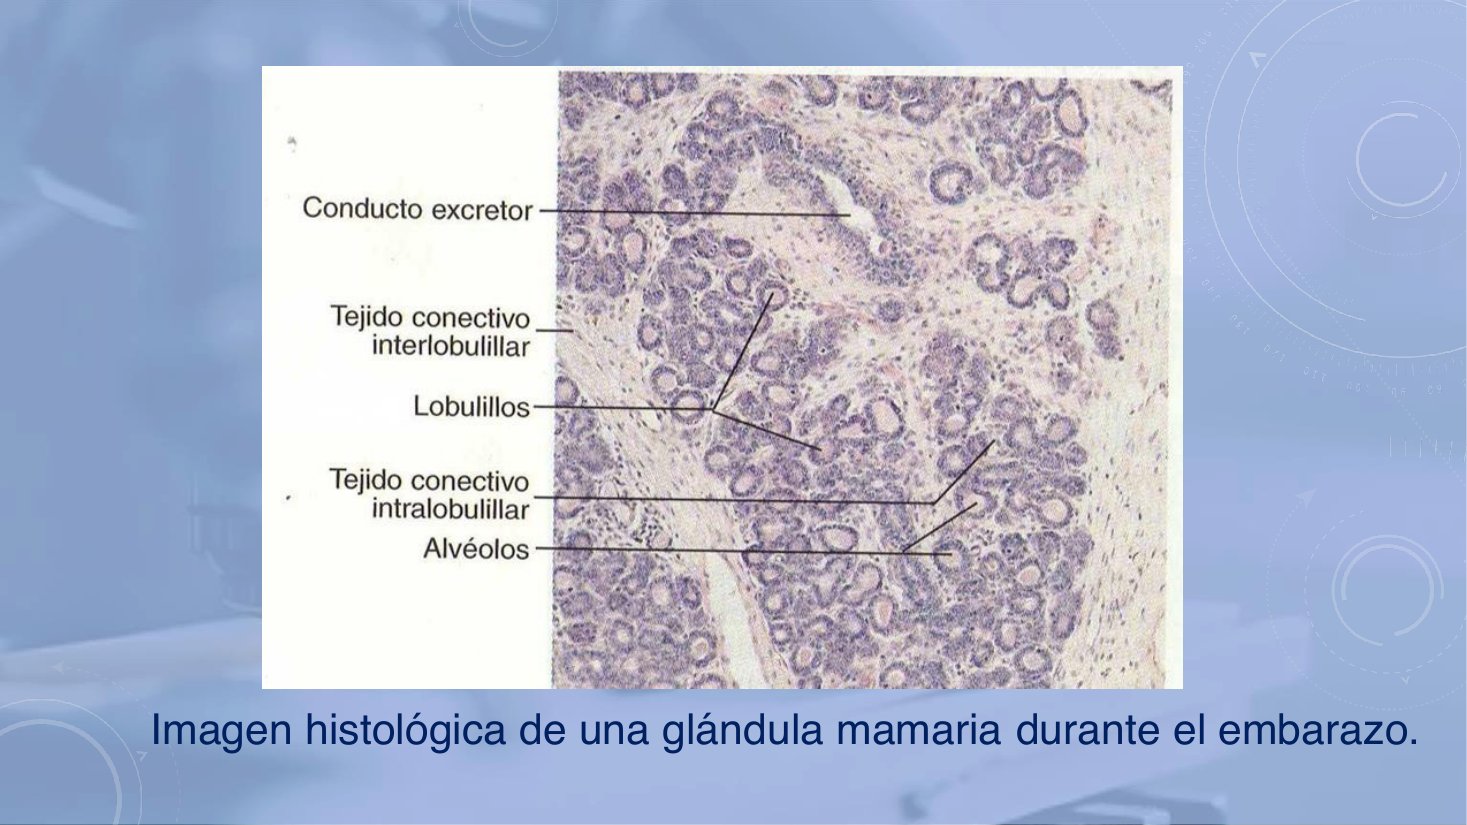 Conducto excretor
Tejido conectivo
interlobulillar
Lobulillos
Tejido conectivo
intralobulillar
Alvéolos
Imagen histológica de una glándula mamaria durante el embarazo.